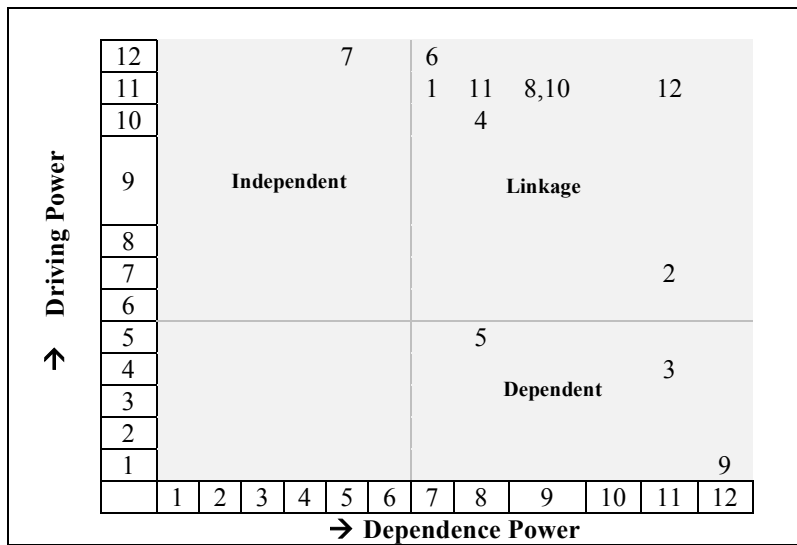 12 7 6
11 1 11 8,10 12
10 4
9 Independent Linkage
8
7 2
6
5 5
4 3
3 Dependent
2
1 9
1 2 3 4 5 6 7 8 9 10 11 12
→ Dependence Power
→ Driving Power